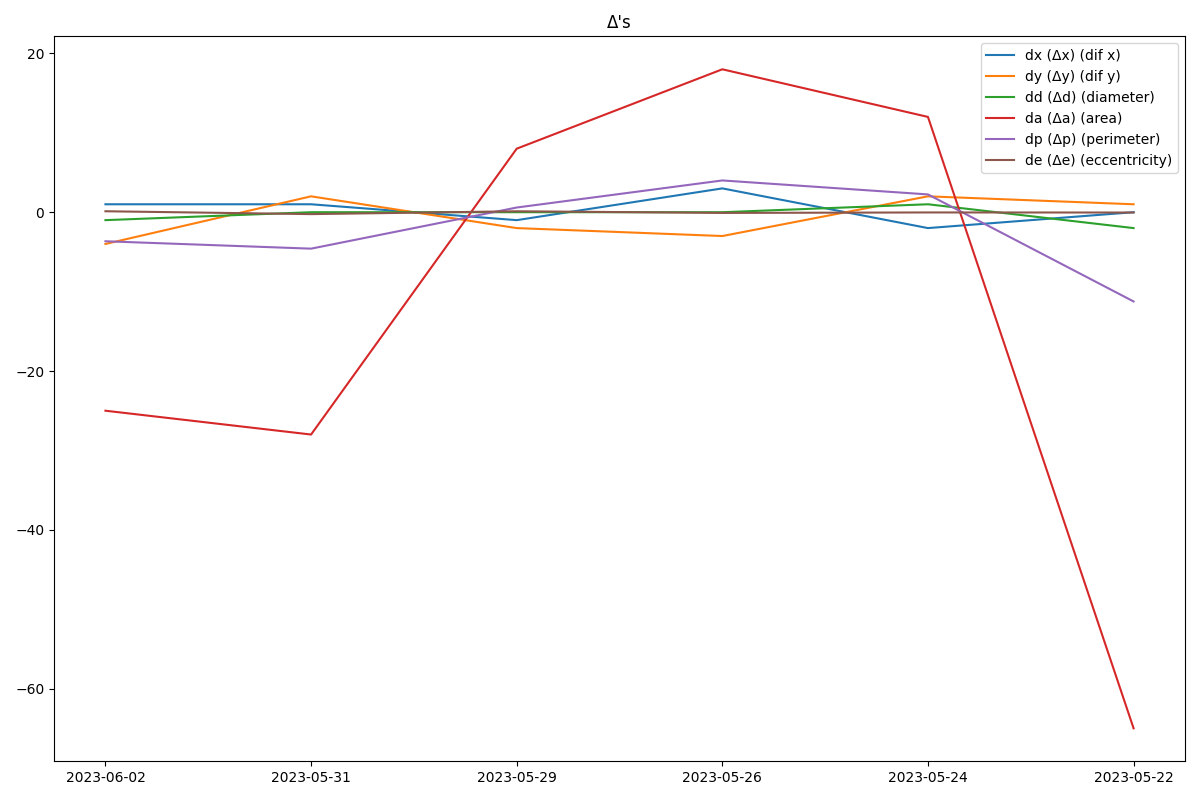 Δ's
20
0
−20
−40
−60
dx (Δx) (dif x)
dy (Δy) (dif y)
dd (Δd) (diameter)
da (Δa) (area)
dp (Δp) (perimeter)
de (Δe) (eccentricity)
2023-06-02 2023-05-31 2023-05-29 2023-05-26 2023-05-24 2023-05-22